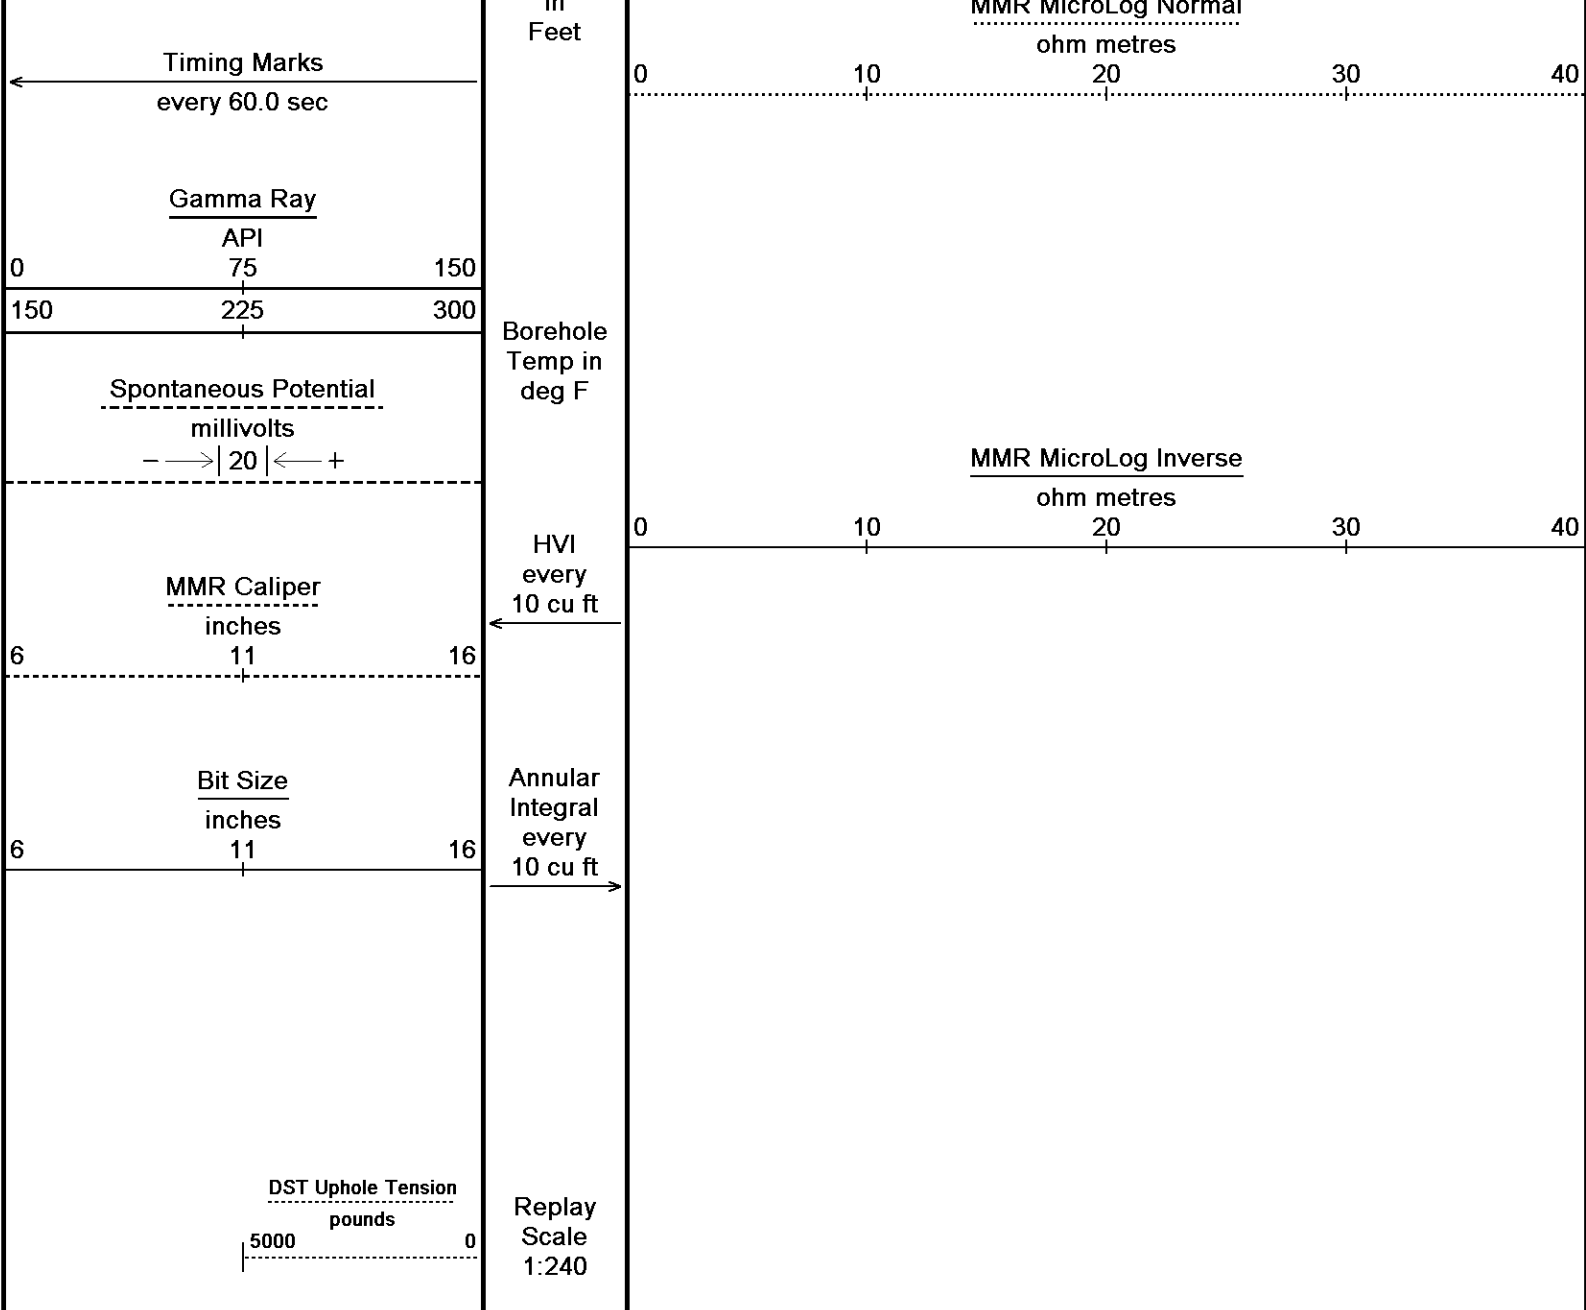 Timing Marks
every 60.0 sec
Gamma Ray
API
0 75 150
150 225 300
Spontaneous Potential
millivolts
− 20 +
MMR Caliper
inches
6 11 16
Bit Size
inches
6 11 16
DST Uphole Tension
pounds
5000 0
in
Feet
Borehole
Temp in
deg F
HVI
every
10 cu ft
Annular
Integral
every
10 cu ft
Replay
Scale
1:240
MMR MicroLog Normal
ohm metres
0 10 20 30 40
MMR MicroLog Inverse
ohm metres
0 10 20 30 40